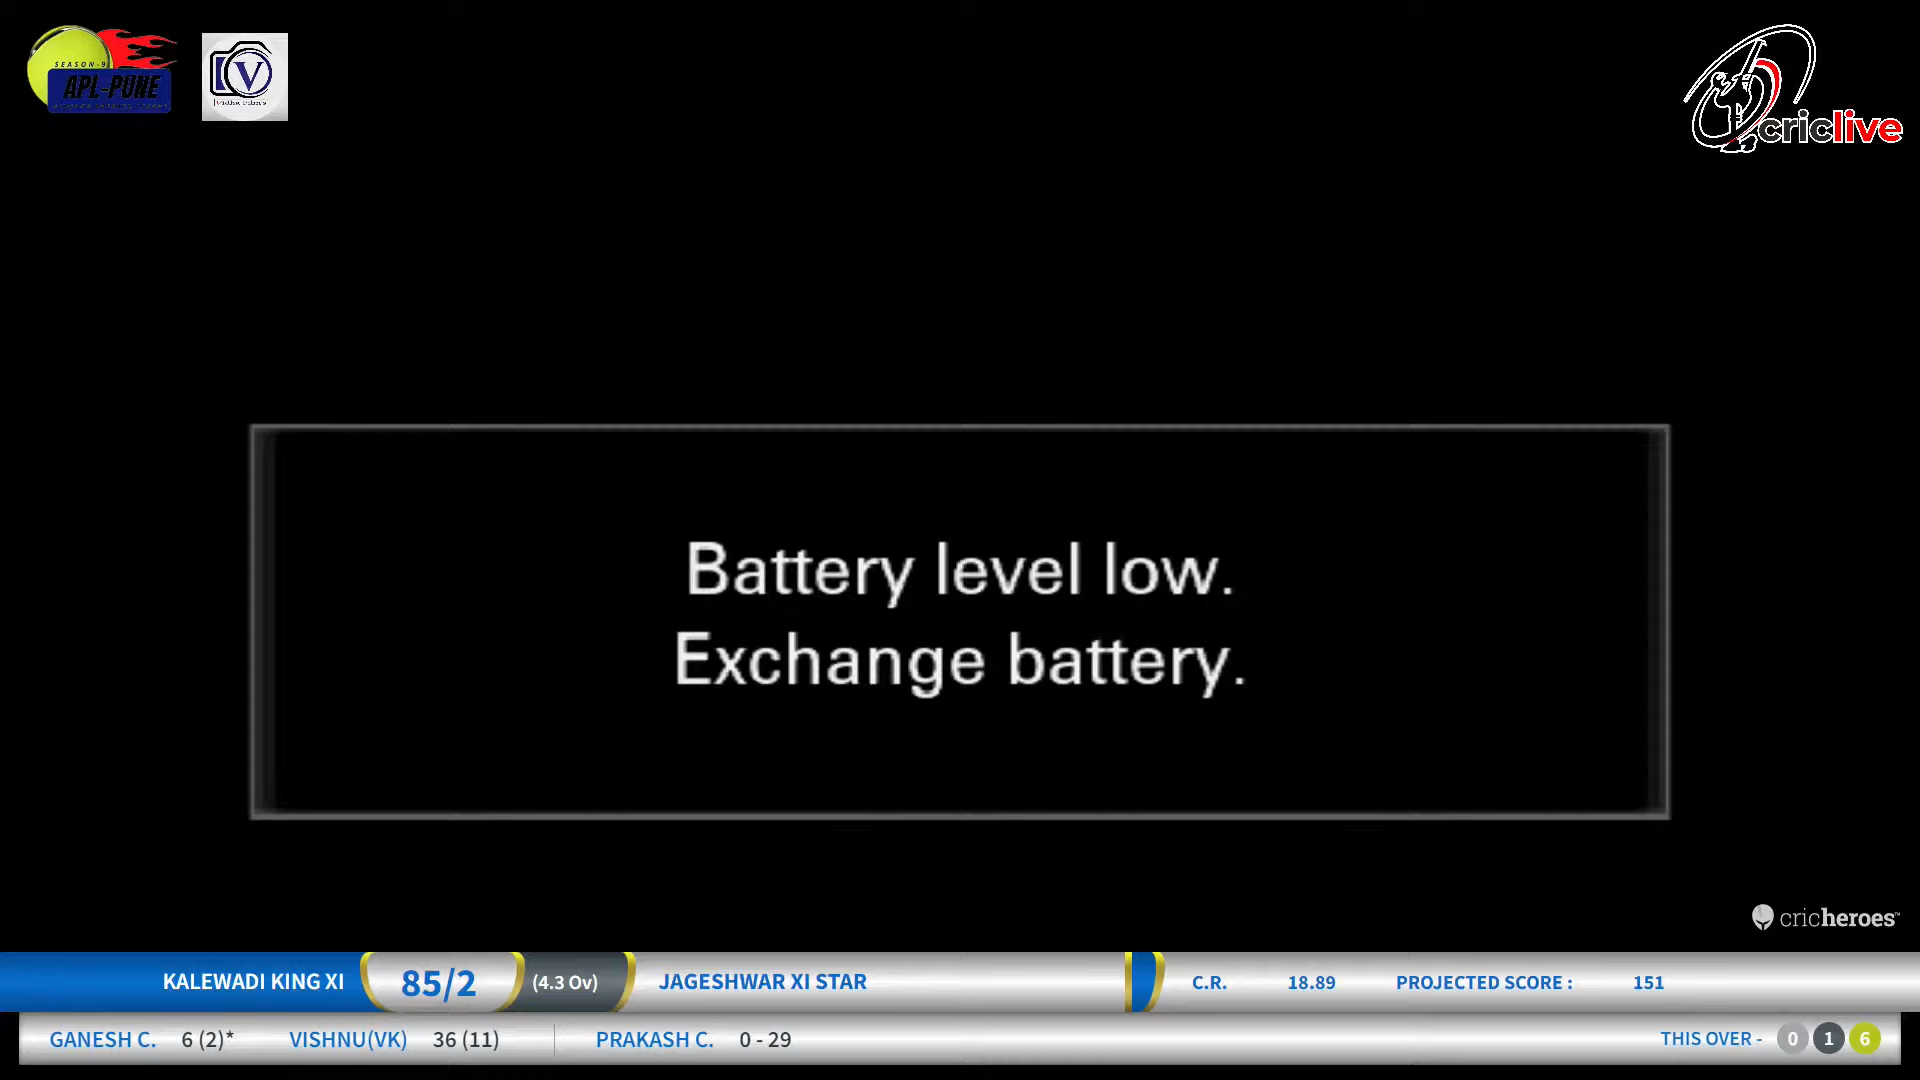 SEASON-9
APL-PUNE
V
criclive
Battery level low.
Exchange battery.
cricheroes
KALEWADI KING XI 85/2 (4.3 Ov) JAGESHWAR XI STAR C.R. 18.89 PROJECTED SCORE : 151
GANESH C. 6 (2)* VISHNU(VK) 36 (11) PRAKASH C. 0 - 29 THIS OVER - 0 1 6